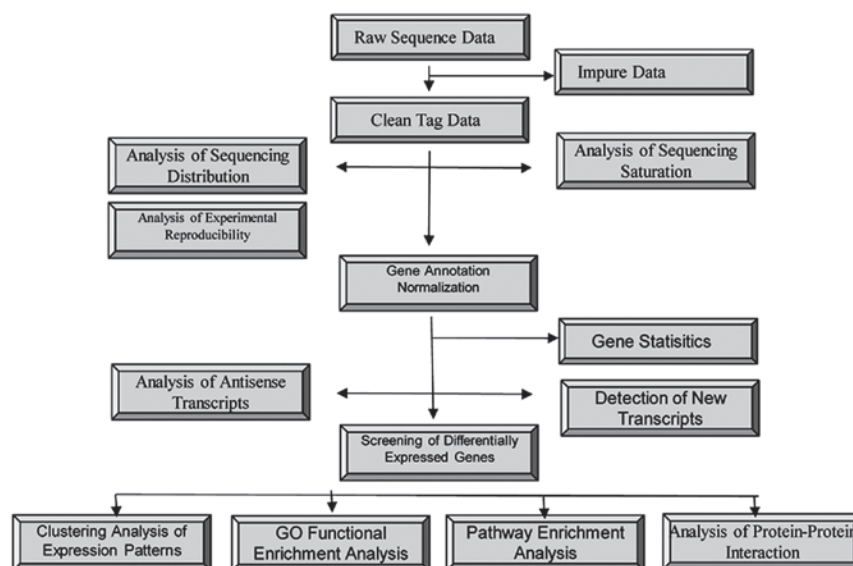 Raw Sequence Data
Impure Data
Clean Tag Data
Analysis of Sequencing
Distribution
Analysis of Sequencing
Saturation
Analysis of Experimental
Reproducibility
Gene Annotation
Normalization
Gene Statisitics
Analysis of Antisense
Transcripts
Detection of New
Transcripts
Screening of Differentially
Expressed Genes
Clustering Analysis of
Expression Patterns
GO Functional
Enrichment Analysis
Pathway Enrichment
Analysis
Analysis of Protein-Protein
Interaction